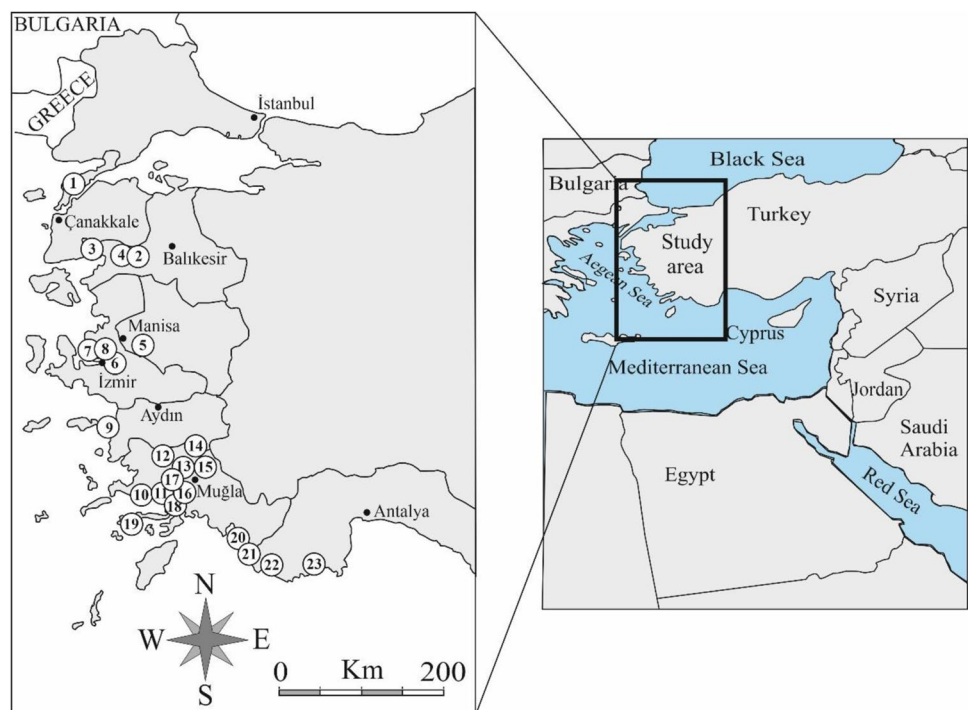 BULGARIA
GREECE
İstanbul
1
Çanakkale
3
4
2
Balıkesir
Manisa
5
7
8
6
İzmir
Aydın
9
14
12
13
15
17
Muğla
10
11
16
18
19
Antalya
20
21
22
23
N
W
E
S
0
Km
200
Black Sea
Bulgaria
Turkey
Study
area
Aegean Sea
Syria
Cyprus
Mediterranean Sea
Jordan
Saudi
Arabia
Egypt
Red Sea